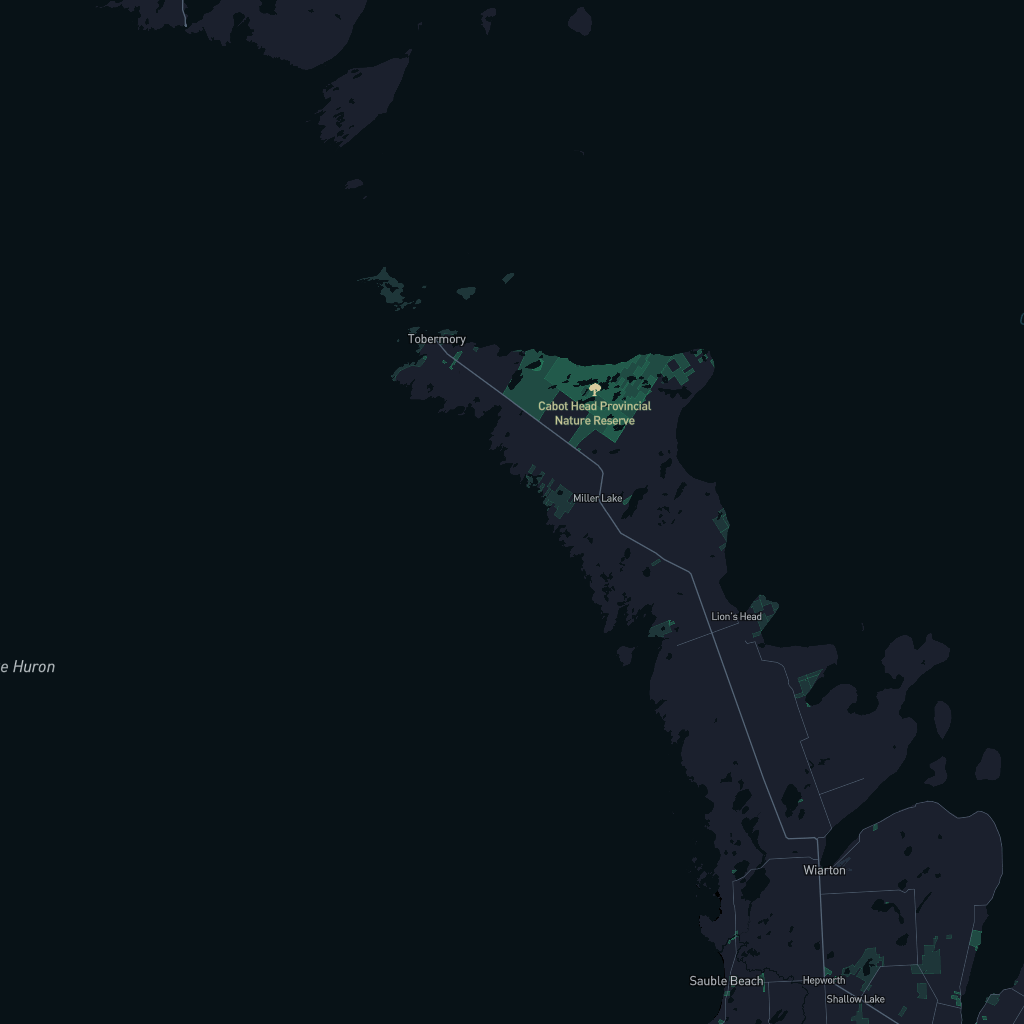 Tobermory
Cabot Head Provincial
Nature Reserve
Miller Lake
Lion's Head
e Huron
Wiarton
Sauble Beach
Hepworth
Shallow Lake